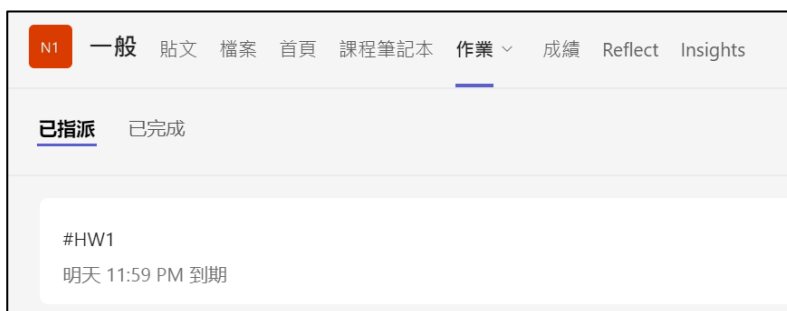 N1 一般 貼文 檔案 首頁 課程筆記本 作業 成績 Reflect Insights
已指派 已完成
#HW1
明天 11:59 PM 到期